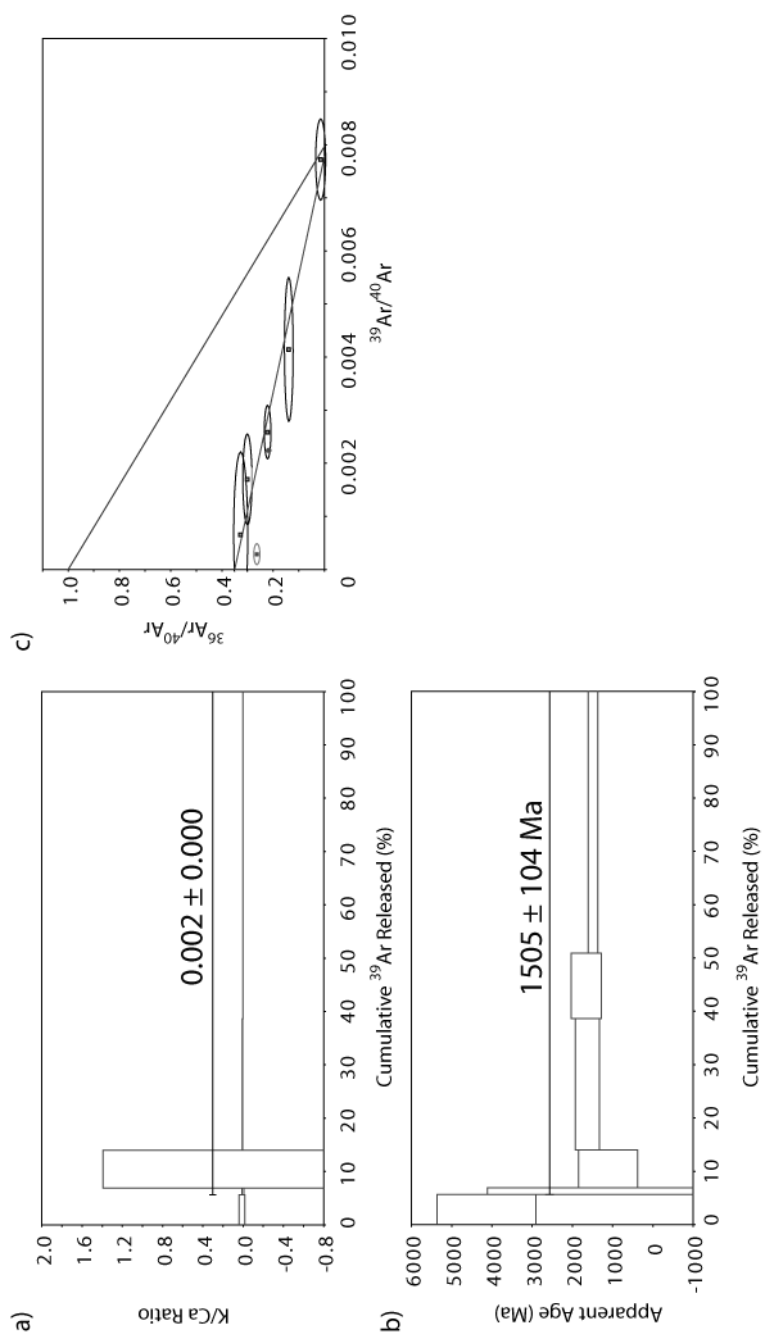 a)
K/Ca Ratio
2.0
1.6
1.2
0.8
0.4
0.0
-0.4
-0.8
0.002 ± 0.000
0 10 20 30 40 50 60 70 80 90 100
Cumulative ³⁹Ar Released (%)
b)
Apparent Age (Ma)
6000
5000
4000
3000
2000
1000
0
-1000
1505 ± 104 Ma
0 10 20 30 40 50 60 70 80 90 100
Cumulative ³⁹Ar Released (%)
c)
³⁶Ar/⁴⁰Ar
1.0
0.8
0.6
0.4
0.2
0 0.002 0.004 0.006 0.008 0.010
³⁹Ar/⁴⁰Ar